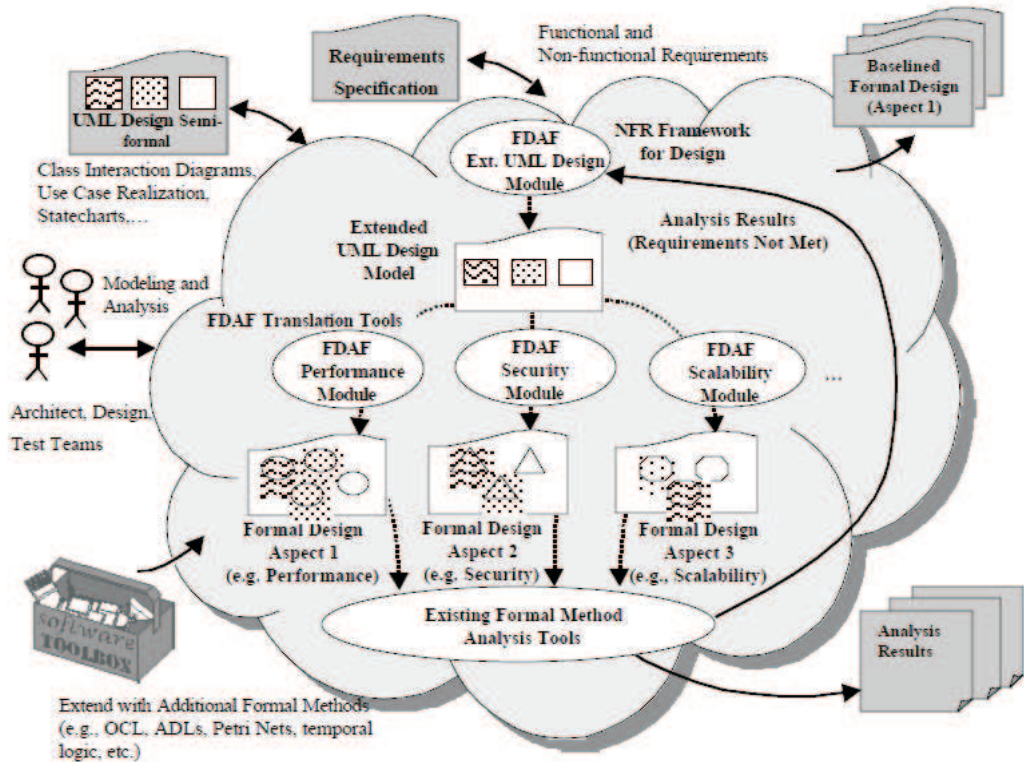 Requirements
Specification
Functional and
Non-functional Requirements
Baselined
Formal Design
(Aspect 1)
UML Design Semi-
formal
Class Interaction Diagrams,
Use Case Realization,
Statecharts,...
FDAF
Ext. UML Design
Module
NFR Framework
for Design
Extended
UML Design
Model
Analysis Results
(Requirements Not Met)
Modeling and
Analysis
FDAF Translation Tools
FDAF
Performance
Module
FDAF
Security
Module
FDAF
Scalability
Module
...
Architect, Design,
Test Teams
Formal Design
Aspect 1
(e.g. Performance)
Formal Design
Aspect 2
(e.g. Security)
Formal Design
Aspect 3
(e.g., Scalability)
Existing Formal Method
Analysis Tools
software
TOOLBOX
Analysis
Results
Extend with Additional Formal Methods
(e.g., OCL, ADLs, Petri Nets, temporal
logic, etc.)